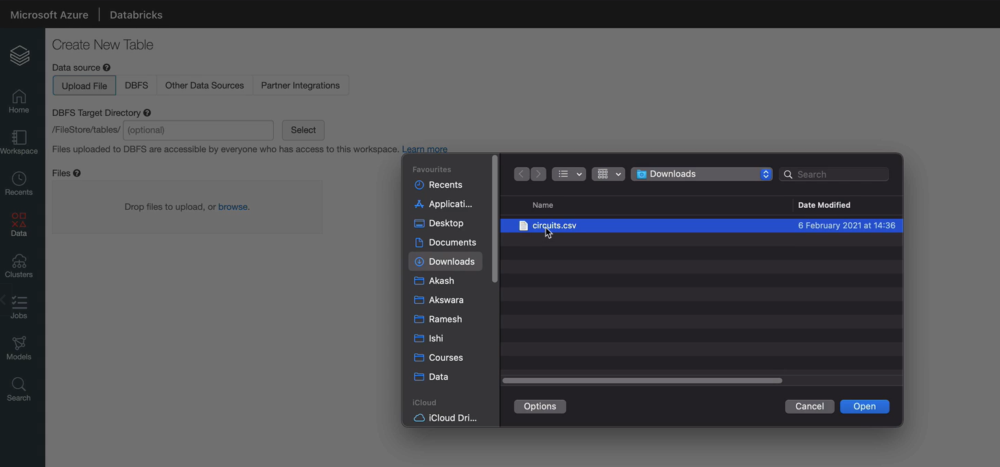 Microsoft Azure | Databricks
Create New Table
Data source
Upload File DBFS Other Data Sources Partner Integrations
DBFS Target Directory
/FileStore/tables/ (optional) Select
Files uploaded to DBFS are accessible by everyone who has access to this workspace. Learn more
Files
Drop files to upload, or browse.
Home
Workspace
Recents
Data
Clusters
Jobs
Models
Search
Favourites
Recents
Applicati...
Desktop
Documents
Downloads
Akash
Akswara
Ramesh
Ishi
Courses
Data
iCloud
iCloud Dri...
Downloads
Search
Name Date Modified
circuits.csv 6 February 2021 at 14:36
Options Cancel Open